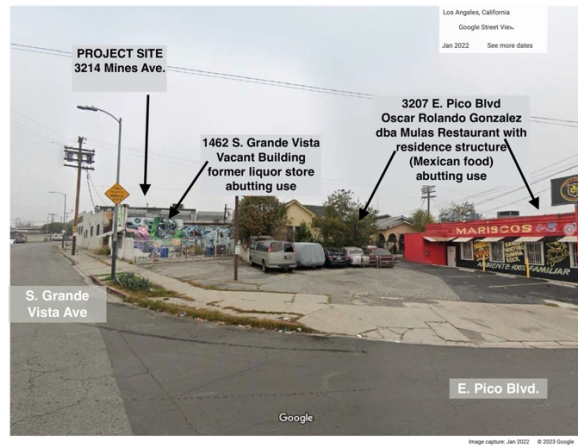 Los Angeles, California
Google Street View
Jan 2022 See more dates
PROJECT SITE
3214 Mines Ave.
3207 E. Pico Blvd
Oscar Rolando Gonzalez
dba Mulas Restaurant with
residence structure
(Mexican food)
abutting use
1462 S. Grande Vista
Vacant Building
former liquor store
abutting use
MARISCOS
AMBIENTE 100% FAMILIAR
S. Grande
Vista Ave
E. Pico Blvd.
Google
Image capture: Jan 2022 © 2023 Google